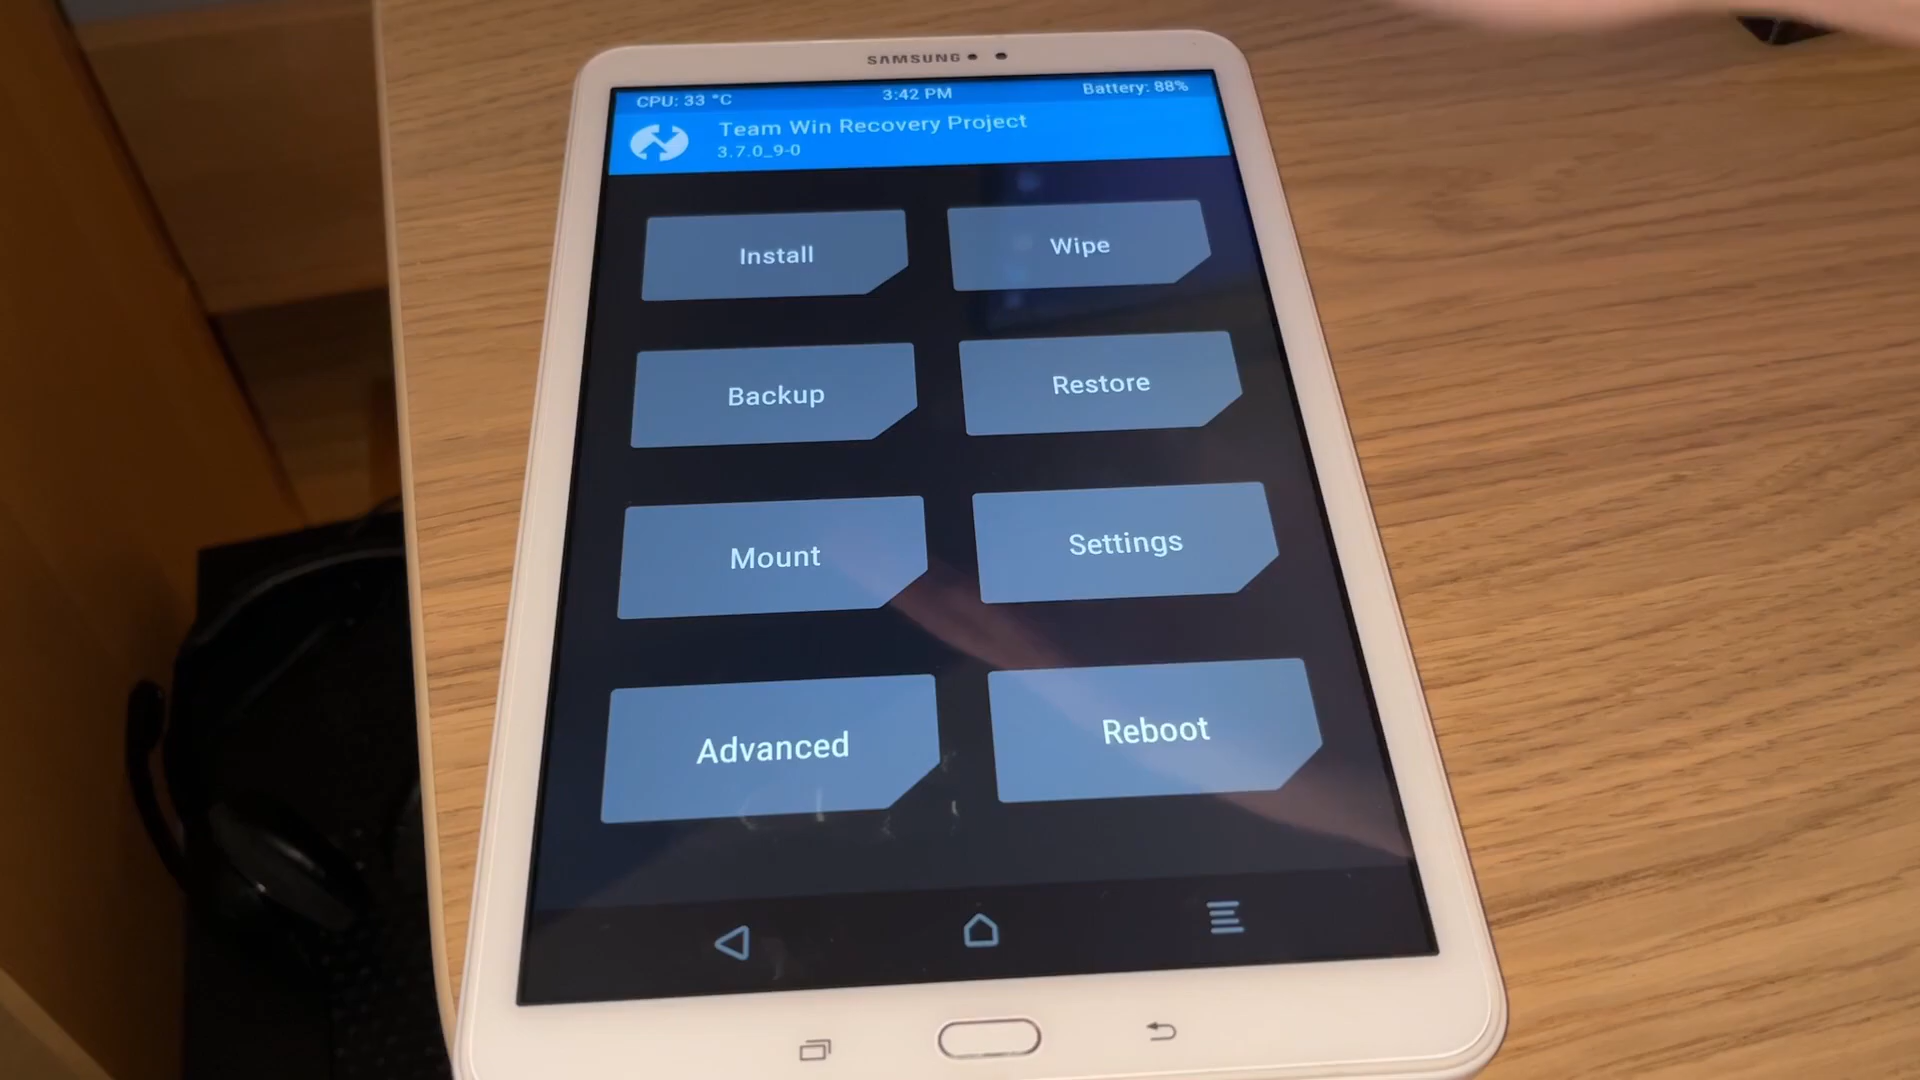 SAMSUNG
CPU: 33 °C 3:42 PM Battery: 88%
Team Win Recovery Project
3.7.0_9-0
Install Wipe
Backup Restore
Mount Settings
Advanced Reboot